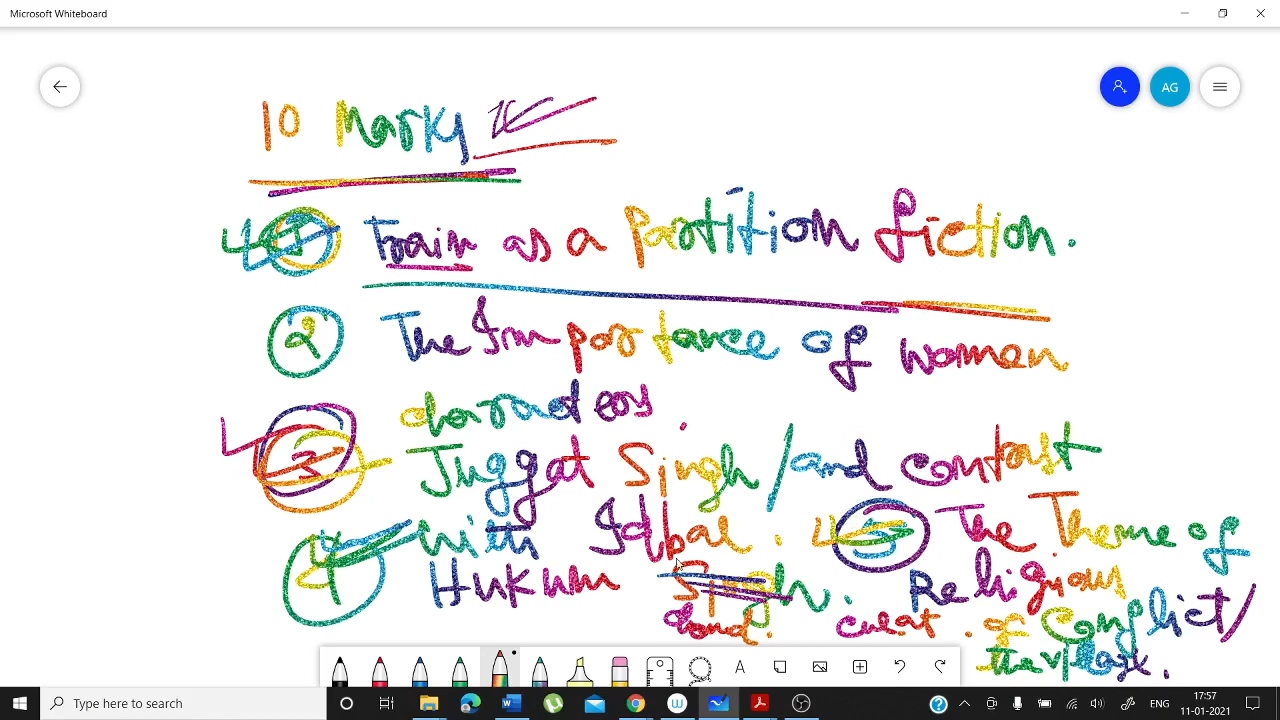 Microsoft Whiteboard
AG
10 Marks
1 Train as a partition fiction.
2 The Importance of women
characters.
3 Juggat Singh / and contrast
with Iqbal.
4 Hukum
chand.
5 The Theme of
Religious
Conflict /
A
Type here to search
ENG
17:57
11-01-2021